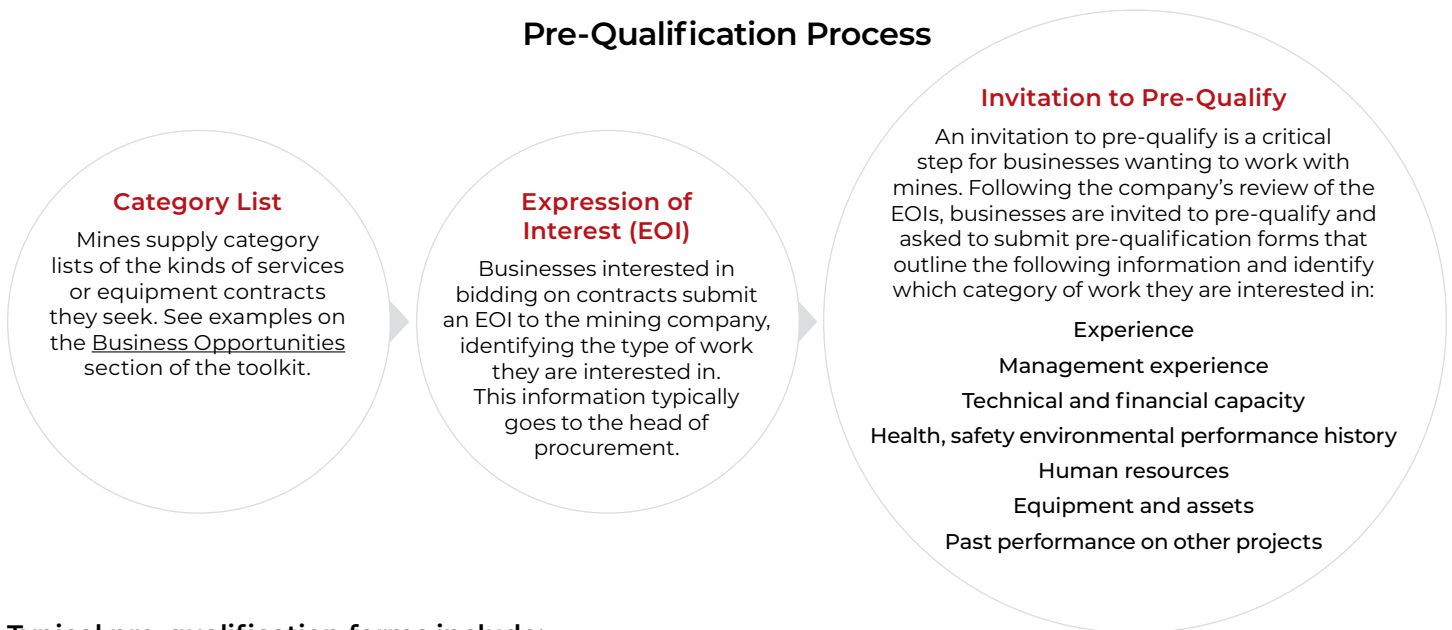 Pre-Qualification Process
Category List
Mines supply category
lists of the kinds of services
or equipment contracts
they seek. See examples on
the Business Opportunities
section of the toolkit.
Expression of
Interest (EOI)
Businesses interested in
bidding on contracts submit
an EOI to the mining company,
identifying the type of work
they are interested in.
This information typically
goes to the head of
procurement.
Invitation to Pre-Qualify
An invitation to pre-qualify is a critical
step for businesses wanting to work with
mines. Following the company’s review of the
EOIs, businesses are invited to pre-qualify and
asked to submit pre-qualification forms that
outline the following information and identify
which category of work they are interested in:
Experience
Management experience
Technical and financial capacity
Health, safety environmental performance history
Human resources
Equipment and assets
Past performance on other projects
Typical pre-qualification forms include: